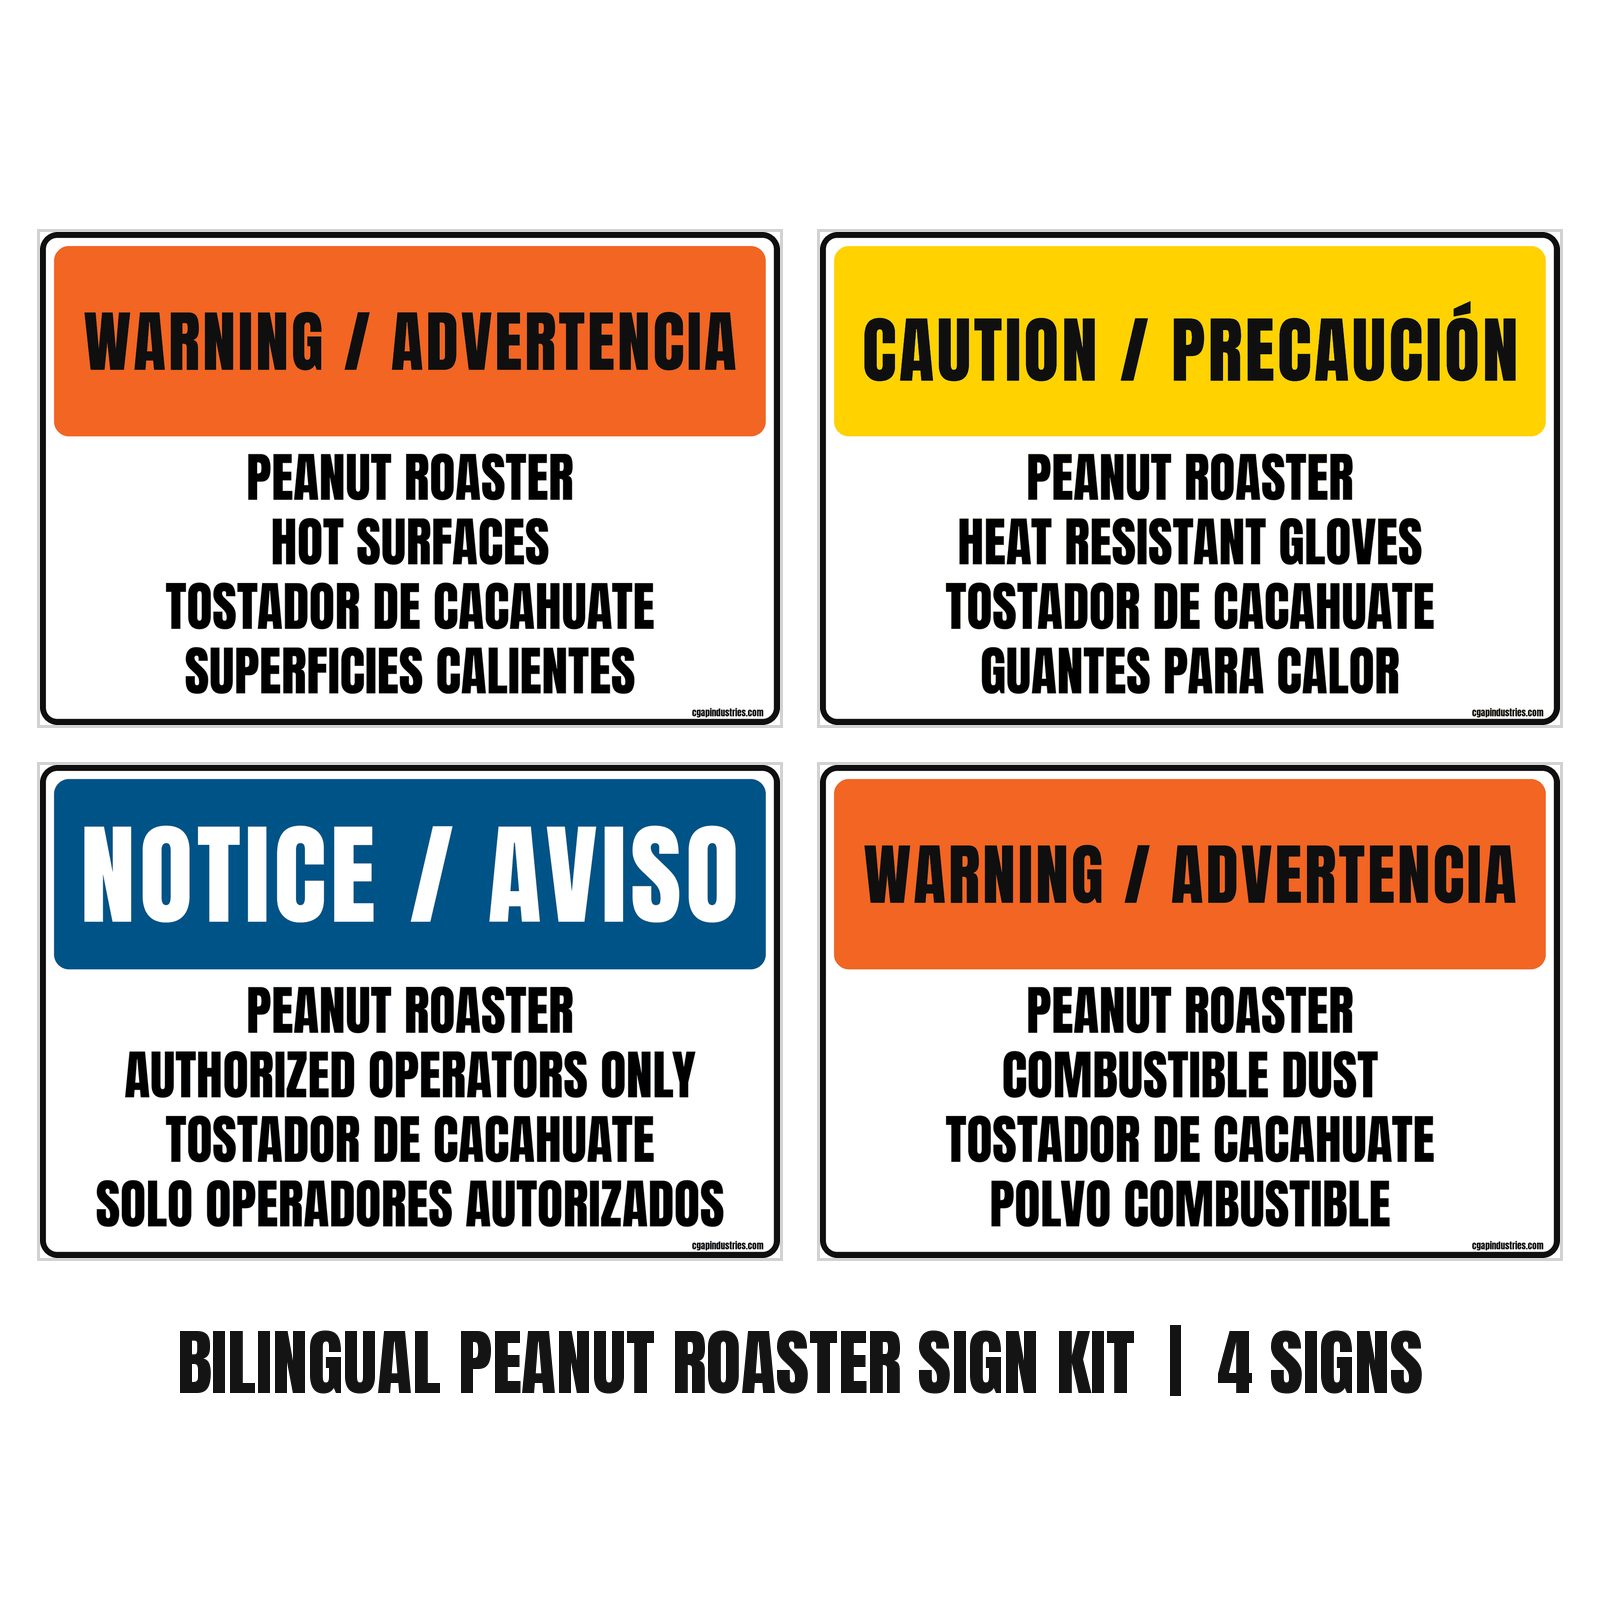 WARNING / ADVERTENCIA
PEANUT ROASTER
HOT SURFACES
TOSTADOR DE CACAHUATE
SUPERFICIES CALIENTES
cgapindustries.com
CAUTION / PRECAUCIÓN
PEANUT ROASTER
HEAT RESISTANT GLOVES
TOSTADOR DE CACAHUATE
GUANTES PARA CALOR
cgapindustries.com
NOTICE / AVISO
PEANUT ROASTER
AUTHORIZED OPERATORS ONLY
TOSTADOR DE CACAHUATE
SOLO OPERADORES AUTORIZADOS
cgapindustries.com
WARNING / ADVERTENCIA
PEANUT ROASTER
COMBUSTIBLE DUST
TOSTADOR DE CACAHUATE
POLVO COMBUSTIBLE
cgapindustries.com
BILINGUAL PEANUT ROASTER SIGN KIT | 4 SIGNS